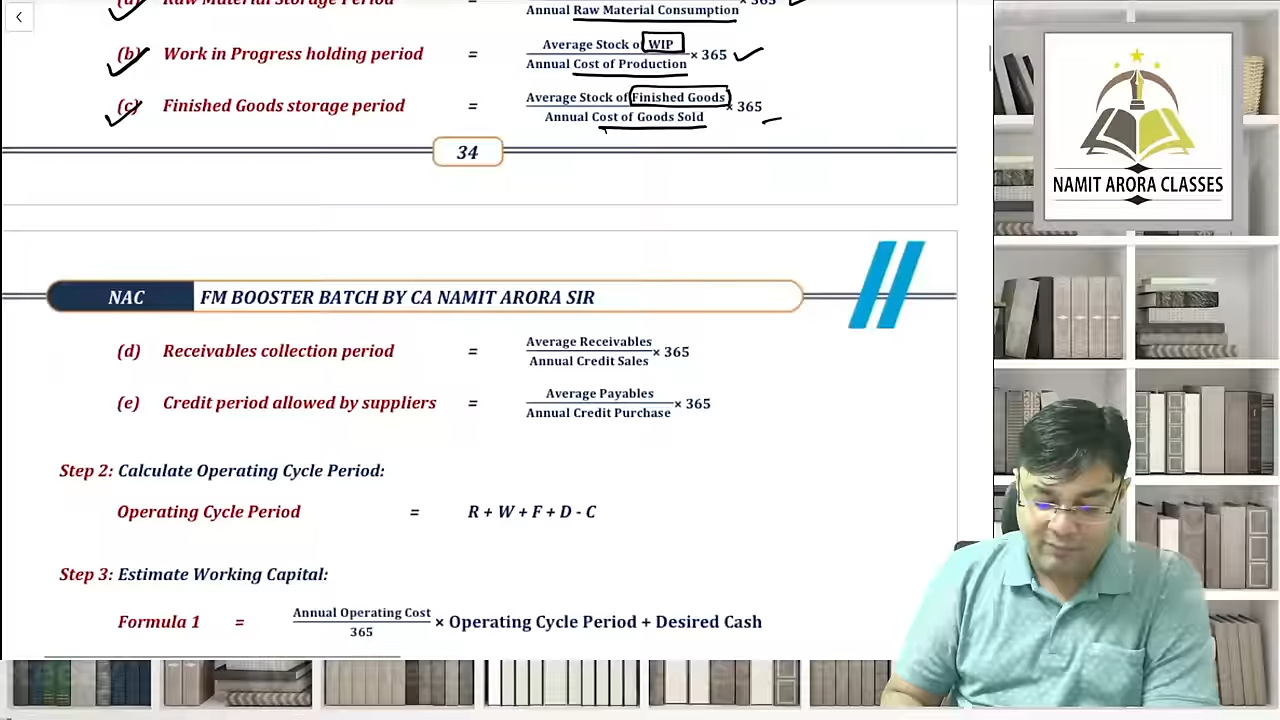 (a) Raw Material Storage Period = Annual Raw Material Consumption × 365
(b) Work in Progress holding period = Average Stock of WIP / Annual Cost of Production × 365
(c) Finished Goods storage period = Average Stock of Finished Goods / Annual Cost of Goods Sold × 365
34
NAMIT ARORA CLASSES
NAC FM BOOSTER BATCH BY CA NAMIT ARORA SIR
(d) Receivables collection period = Average Receivables / Annual Credit Sales × 365
(e) Credit period allowed by suppliers = Average Payables / Annual Credit Purchase × 365
Step 2: Calculate Operating Cycle Period:
Operating Cycle Period = R + W + F + D - C
Step 3: Estimate Working Capital:
Formula 1 = Annual Operating Cost / 365 × Operating Cycle Period + Desired Cash